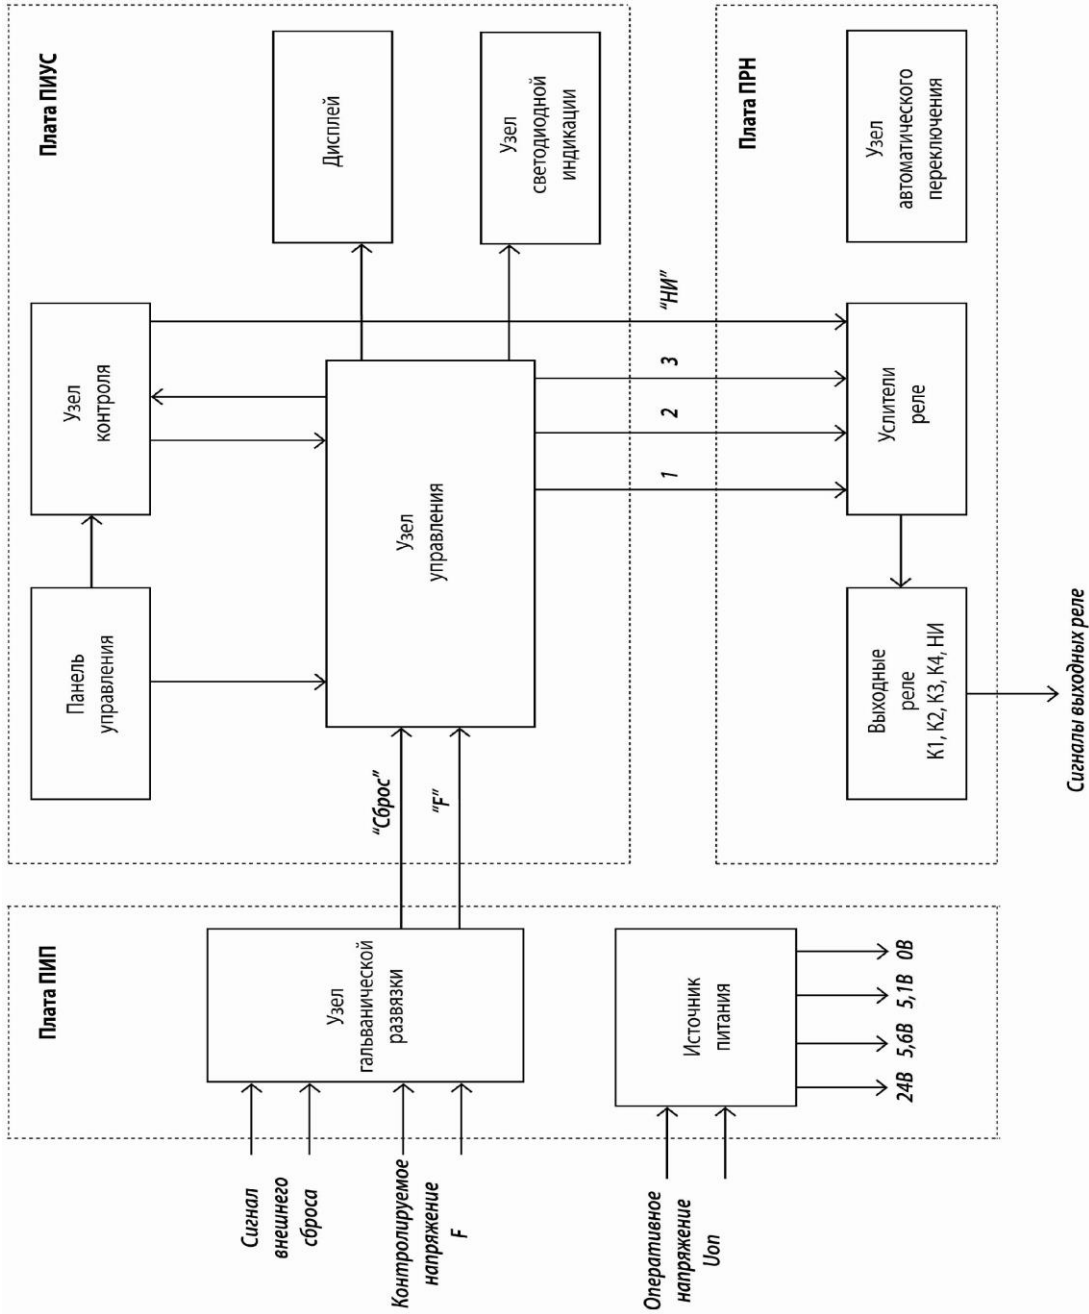 Плата ПИП
Сигнал
внешнего
сброса
Контролируемое
напряжение
F
Узел
гальванической
развязки
Оперативное
напряжение
Uоп
Источник
питания
24В
5,6В
5,1В
0В
"Сброс"
"F"
Плата ПИУС
Панель
управления
Узел
контроля
Узел
управления
Дисплей
Узел
светодиодной
индикации
1
2
3
"НИ"
Плата ПРН
Выходные
реле
К1, К2, К3, К4, НИ
Услители
реле
Узел
автоматического
переключения
Сигналы выходных реле